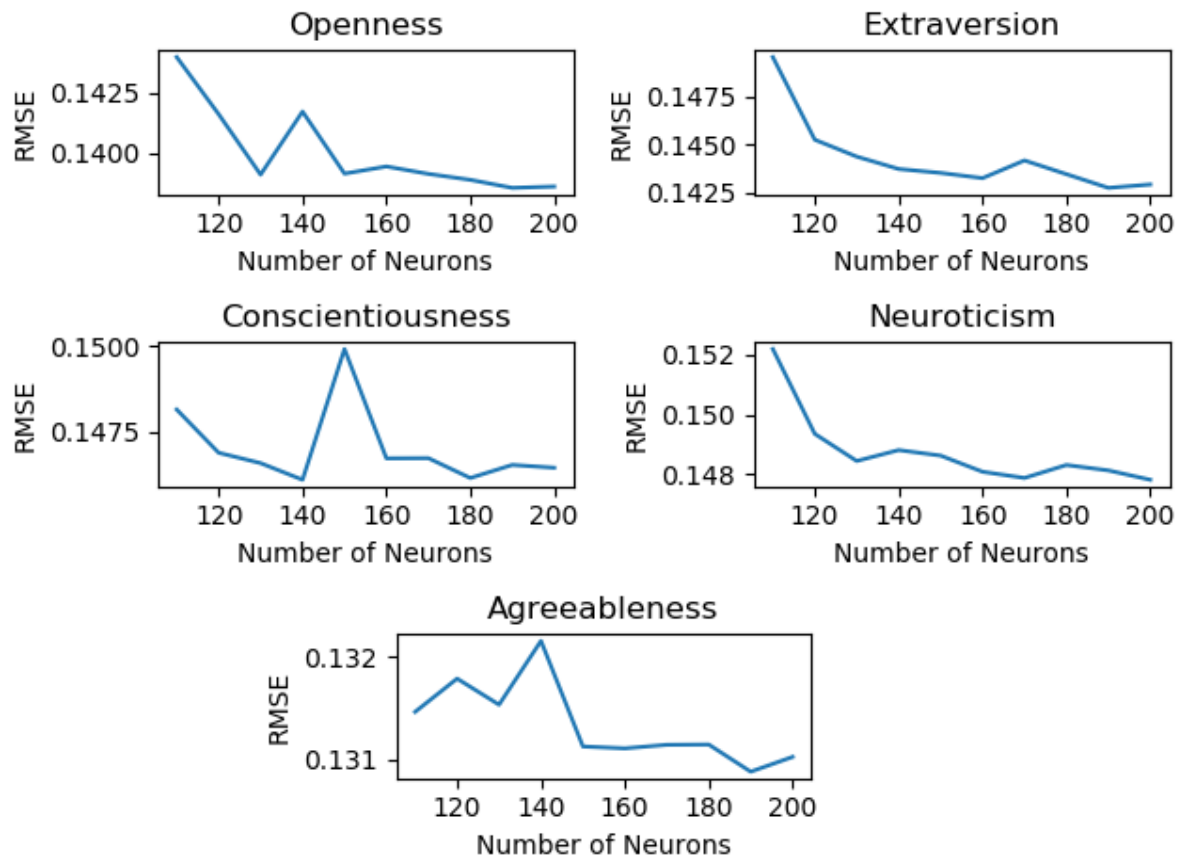 Openness
RMSE
0.1425
0.1400
120 140 160 180 200
Number of Neurons
Extraversion
RMSE
0.1475
0.1450
0.1425
120 140 160 180 200
Number of Neurons
Conscientiousness
RMSE
0.1500
0.1475
120 140 160 180 200
Number of Neurons
Neuroticism
RMSE
0.152
0.150
0.148
120 140 160 180 200
Number of Neurons
Agreeableness
RMSE
0.132
0.131
120 140 160 180 200
Number of Neurons